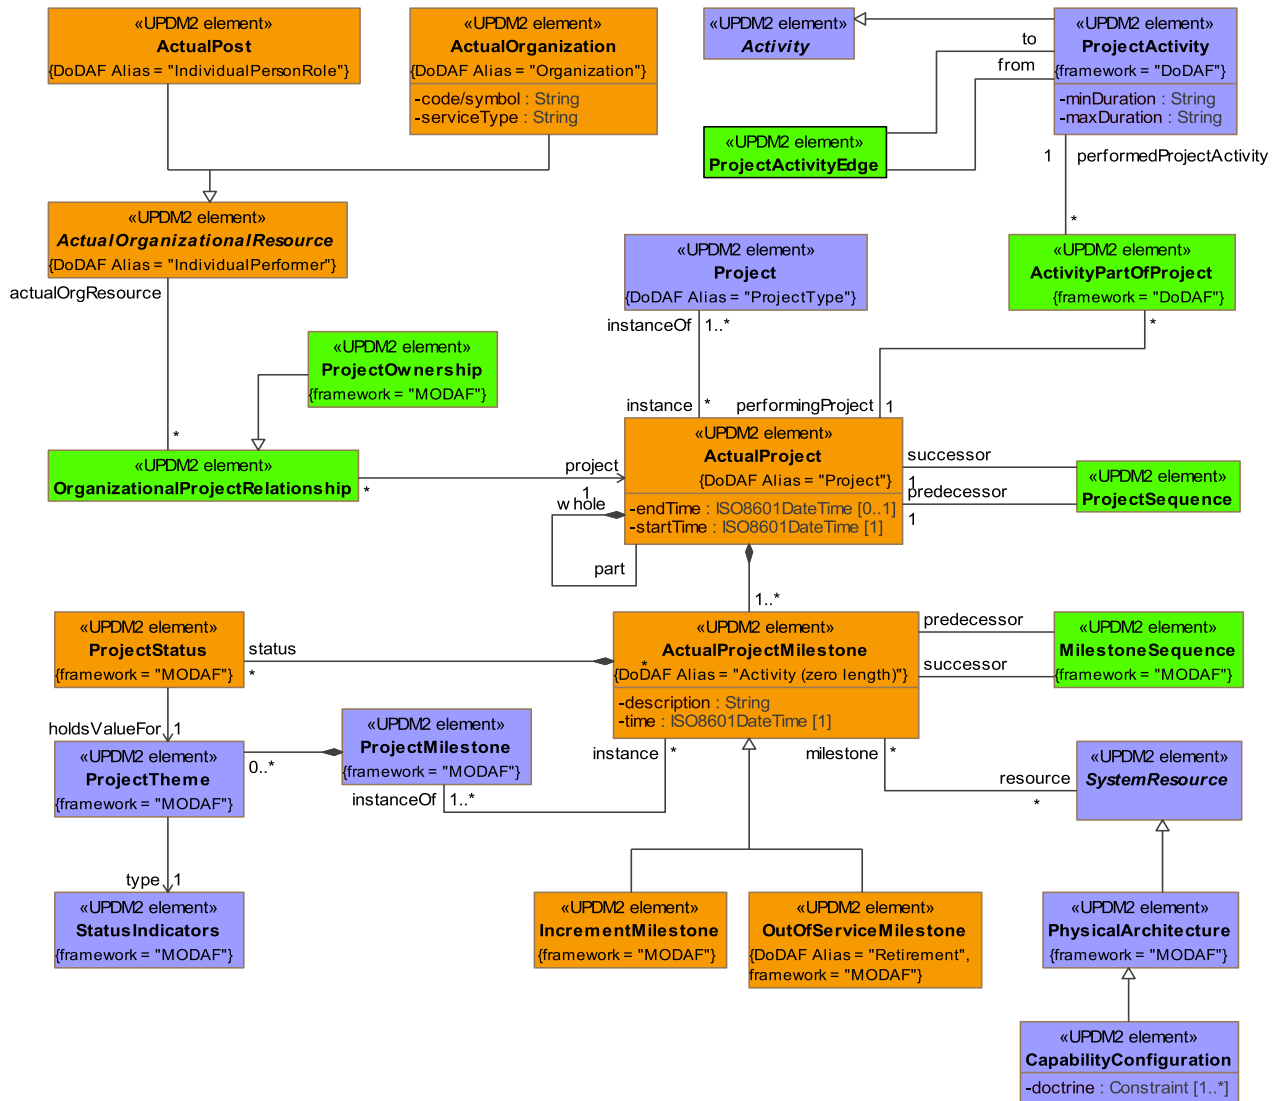 «UPDM2 element»
ActualPost
{DoDAF Alias = "IndividualPersonRole"}
«UPDM2 element»
ActualOrganization
{DoDAF Alias = "Organization"}
-code/symbol : String
-serviceType : String
«UPDM2 element»
Activity
«UPDM2 element»
ProjectActivity
{framework = "DoDAF"}
-minDuration : String
-maxDuration : String
to
from
«UPDM2 element»
ProjectActivityEdge
1
performedProjectActivity
*
«UPDM2 element»
ActualOrganizationalResource
{DoDAF Alias = "IndividualPerformer"}
actualOrgResource
*
«UPDM2 element»
Project
{DoDAF Alias = "ProjectType"}
instanceOf
1..*
instance
*
«UPDM2 element»
ActivityPartOfProject
{framework = "DoDAF"}
*
performingProject
1
«UPDM2 element»
ProjectOwnership
{framework = "MODAF"}
«UPDM2 element»
OrganizationalProjectRelationship
*
project
1
«UPDM2 element»
ActualProject
{DoDAF Alias = "Project"}
-endTime : ISO8601DateTime [0..1]
-startTime : ISO8601DateTime [1]
whole
part
successor
1
predecessor
1
«UPDM2 element»
ProjectSequence
1..*
«UPDM2 element»
ProjectStatus
{framework = "MODAF"}
status
*
*
«UPDM2 element»
ActualProjectMilestone
{DoDAF Alias = "Activity (zero length)"}
-description : String
-time : ISO8601DateTime [1]
predecessor
successor
«UPDM2 element»
MilestoneSequence
{framework = "MODAF"}
holdsValueFor
1
«UPDM2 element»
ProjectTheme
{framework = "MODAF"}
0..*
«UPDM2 element»
ProjectMilestone
{framework = "MODAF"}
instanceOf
1..*
instance
*
milestone
*
resource
*
«UPDM2 element»
SystemResource
type
1
«UPDM2 element»
StatusIndicators
{framework = "MODAF"}
«UPDM2 element»
IncrementMilestone
{framework = "MODAF"}
«UPDM2 element»
OutOfServiceMilestone
{DoDAF Alias = "Retirement",
framework = "MODAF"}
«UPDM2 element»
PhysicalArchitecture
{framework = "MODAF"}
«UPDM2 element»
CapabilityConfiguration
-doctrine : Constraint [1..*]